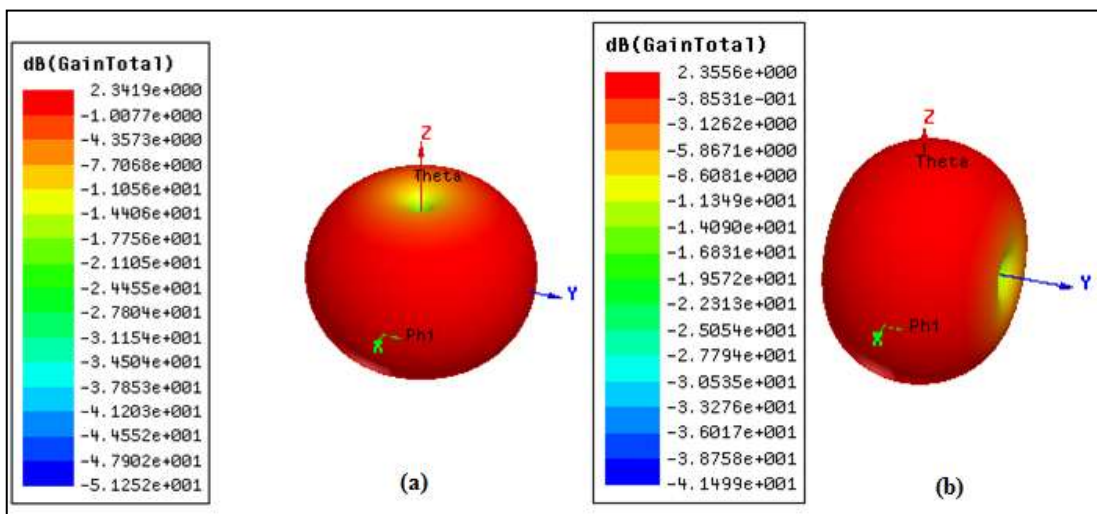 dB(GainTotal)
2.3419e+000
-1.0077e+000
-4.3573e+000
-7.7068e+000
-1.1056e+001
-1.4406e+001
-1.7756e+001
-2.1105e+001
-2.4455e+001
-2.7804e+001
-3.1154e+001
-3.4504e+001
-3.7853e+001
-4.1203e+001
-4.4552e+001
-4.7902e+001
-5.1252e+001
Z
Theta
Y
Phi
X
(a)
dB(GainTotal)
2.3556e+000
-3.8531e-001
-3.1262e+000
-5.8671e+000
-8.6081e+000
-1.1349e+001
-1.4090e+001
-1.6831e+001
-1.9572e+001
-2.2313e+001
-2.5054e+001
-2.7794e+001
-3.0535e+001
-3.3276e+001
-3.6017e+001
-3.8758e+001
-4.1499e+001
Z
Theta
Y
Phi
X
(b)